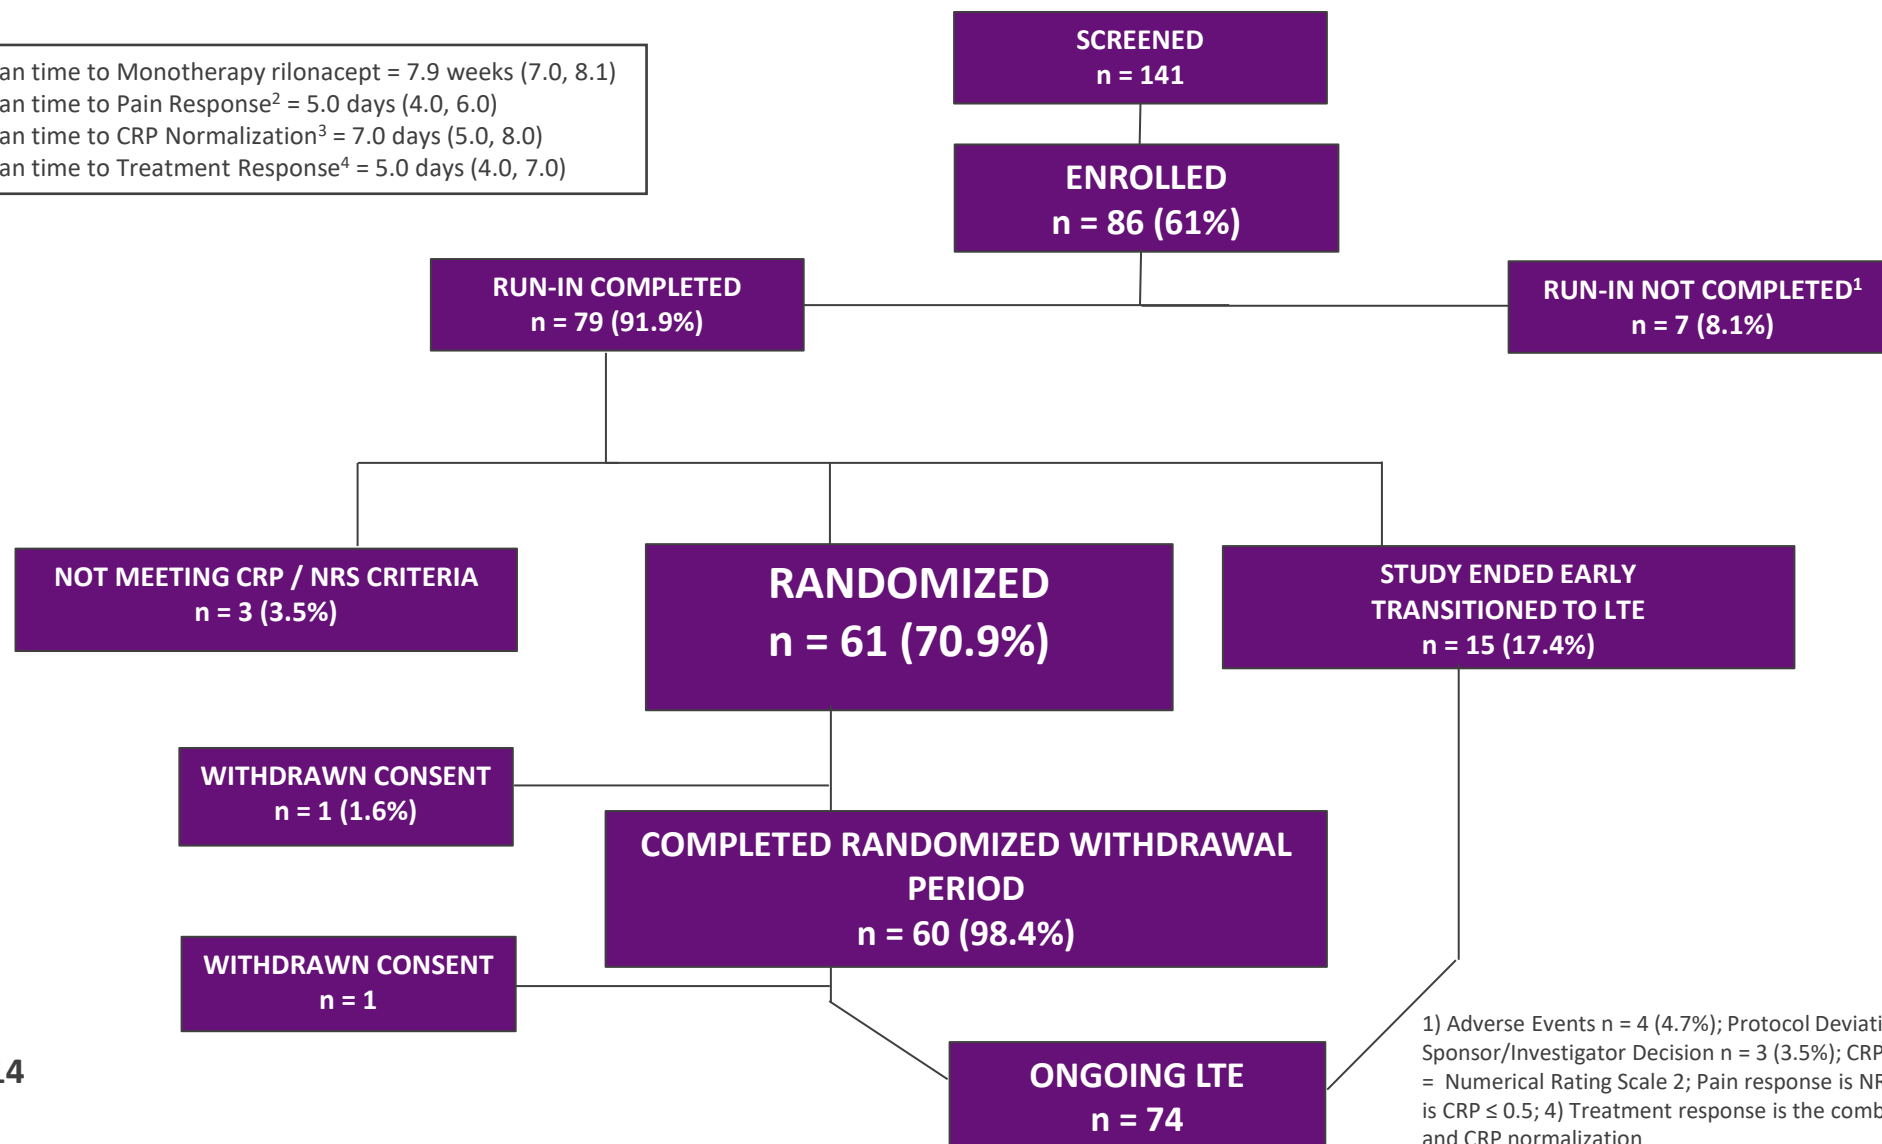 an time to Monotherapy rilonacept = 7.9 weeks (7.0, 8.1)
an time to Pain Response² = 5.0 days (4.0, 6.0)
an time to CRP Normalization³ = 7.0 days (5.0, 8.0)
an time to Treatment Response⁴ = 5.0 days (4.0, 7.0)
SCREENED
n = 141
ENROLLED
n = 86 (61%)
RUN-IN COMPLETED
n = 79 (91.9%)
RUN-IN NOT COMPLETED¹
n = 7 (8.1%)
NOT MEETING CRP / NRS CRITERIA
n = 3 (3.5%)
RANDOMIZED
n = 61 (70.9%)
STUDY ENDED EARLY
TRANSITIONED TO LTE
n = 15 (17.4%)
WITHDRAWN CONSENT
n = 1 (1.6%)
COMPLETED RANDOMIZED WITHDRAWAL
PERIOD
n = 60 (98.4%)
WITHDRAWN CONSENT
n = 1
ONGOING LTE
n = 74
1) Adverse Events n = 4 (4.7%); Protocol Deviati
Sponsor/Investigator Decision n = 3 (3.5%); CRP
= Numerical Rating Scale 2; Pain response is NR
is CRP ≤ 0.5; 4) Treatment response is the comb
and CRP normalization
14